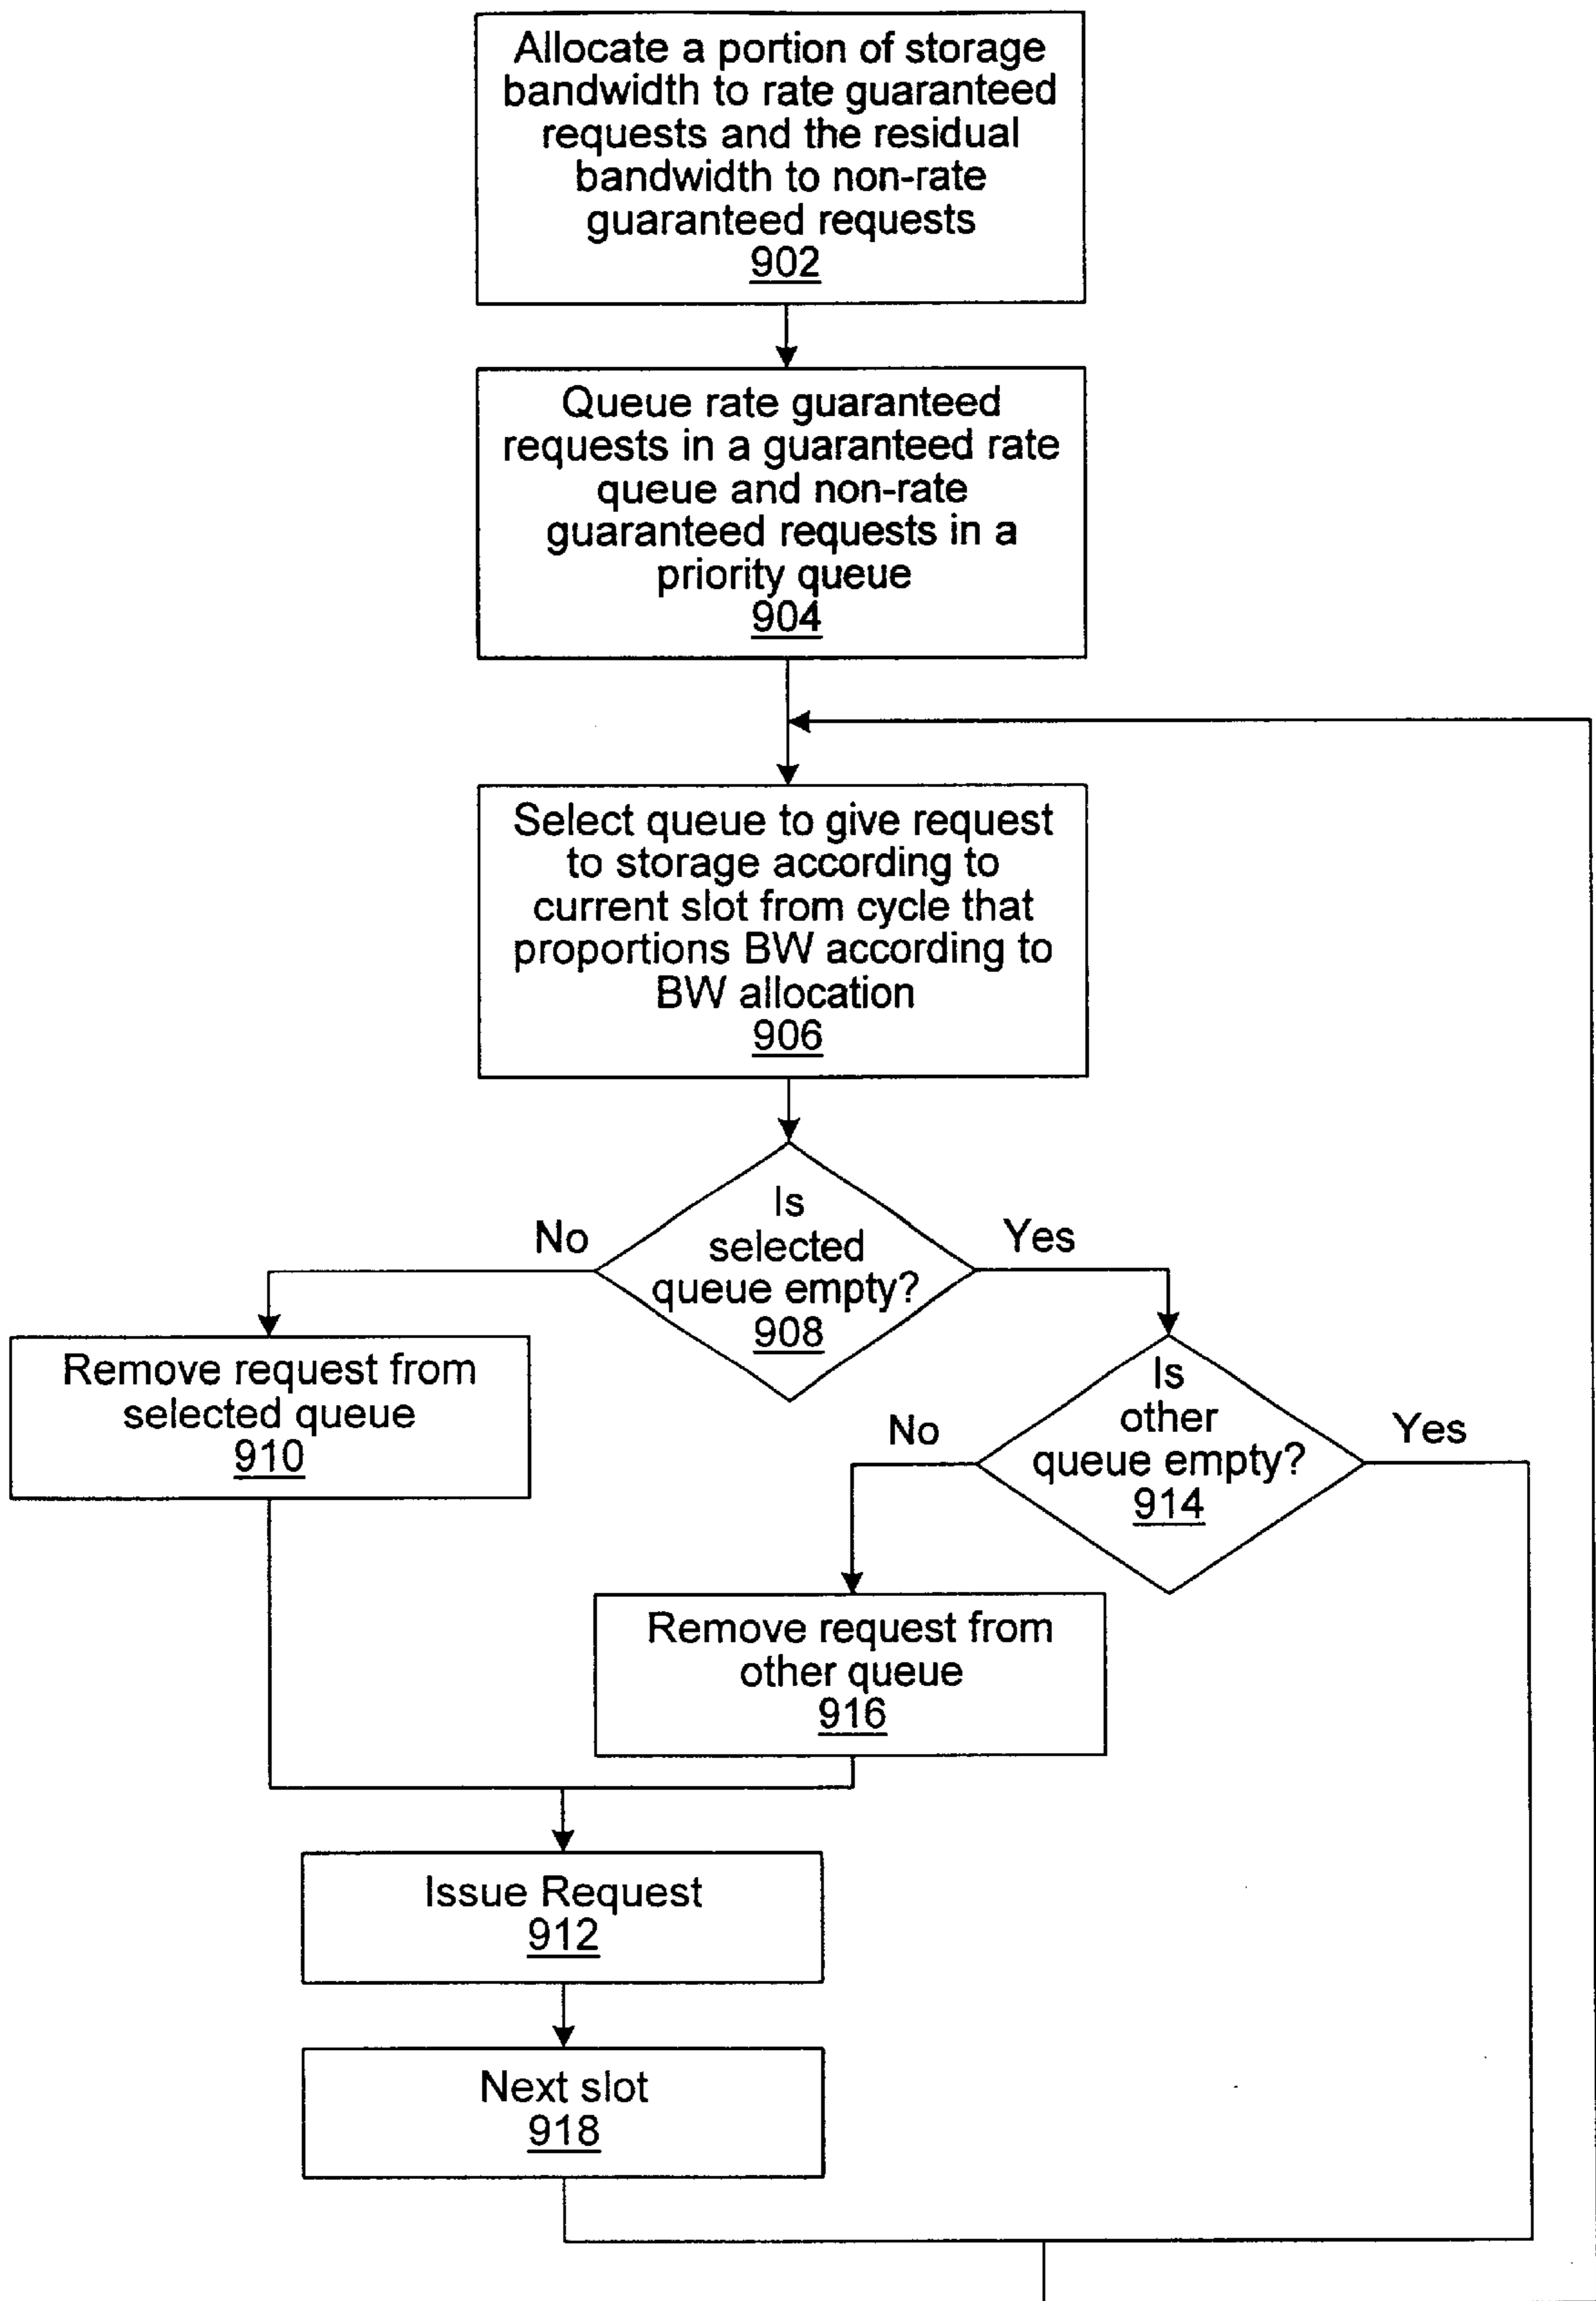 Allocate a portion of storage
bandwidth to rate guaranteed
requests and the residual
bandwidth to non-rate
guaranteed requests
902
Queue rate guaranteed
requests in a guaranteed rate
queue and non-rate
guaranteed requests in a
priority queue
904
Select queue to give request
to storage according to
current slot from cycle that
proportions BW according to
BW allocation
906
Is
selected
queue empty?
908
No
Yes
Remove request from
selected queue
910
Is
other
queue empty?
914
No
Yes
Remove request from
other queue
916
Issue Request
912
Next slot
918